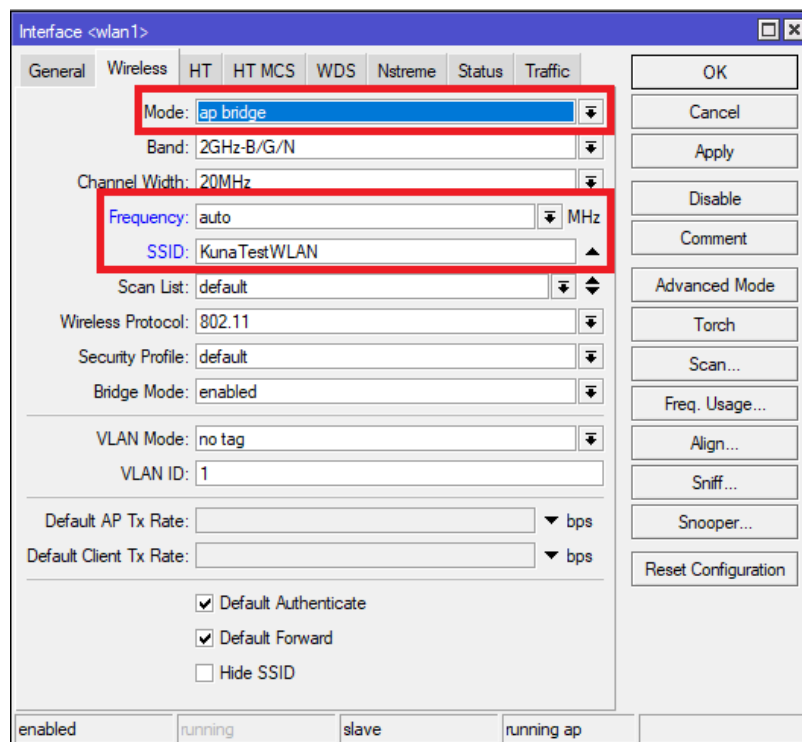 Interface <wlan1>
General Wireless HT HT MCS WDS Nstreme Status Traffic
Mode: ap bridge
Band: 2GHz-B/G/N
Channel Width: 20MHz
Frequency: auto MHz
SSID: KunaTestWLAN
Scan List: default
Wireless Protocol: 802.11
Security Profile: default
Bridge Mode: enabled
VLAN Mode: no tag
VLAN ID: 1
Default AP Tx Rate: bps
Default Client Tx Rate: bps
Default Authenticate
Default Forward
Hide SSID
OK
Cancel
Apply
Disable
Comment
Advanced Mode
Torch
Scan...
Freq. Usage...
Align...
Sniff...
Snooper...
Reset Configuration
enabled running slave running ap